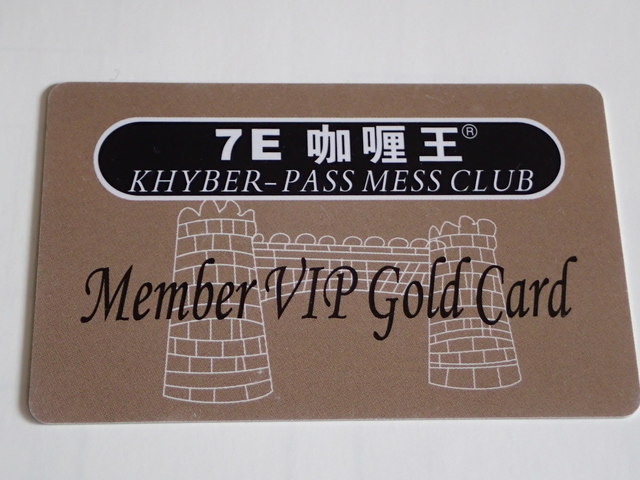 7E 咖喱王®
KHYBER-PASS MESS CLUB
Member VIP Gold Card